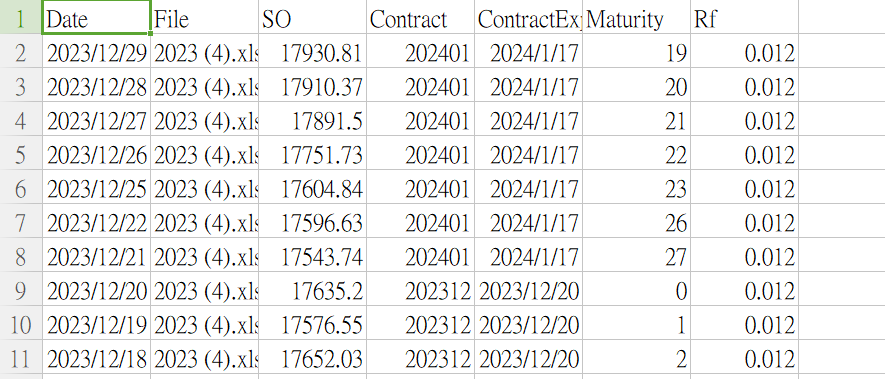 1 Date File SO Contract ContractEx Maturity Rf
2 2023/12/29 2023 (4).xls 17930.81 202401 2024/1/17 19 0.012
3 2023/12/28 2023 (4).xls 17910.37 202401 2024/1/17 20 0.012
4 2023/12/27 2023 (4).xls 17891.5 202401 2024/1/17 21 0.012
5 2023/12/26 2023 (4).xls 17751.73 202401 2024/1/17 22 0.012
6 2023/12/25 2023 (4).xls 17604.84 202401 2024/1/17 23 0.012
7 2023/12/22 2023 (4).xls 17596.63 202401 2024/1/17 26 0.012
8 2023/12/21 2023 (4).xls 17543.74 202401 2024/1/17 27 0.012
9 2023/12/20 2023 (4).xls 17635.2 202312 2023/12/20 0 0.012
10 2023/12/19 2023 (4).xls 17576.55 202312 2023/12/20 1 0.012
11 2023/12/18 2023 (4).xls 17652.03 202312 2023/12/20 2 0.012